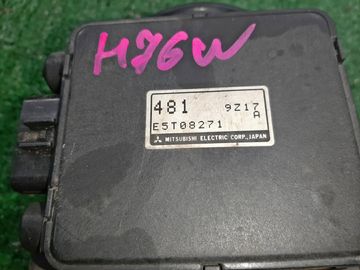 H76W
481 9Z17
E5T08271 A
MITSUBISHI ELECTRIC CORP., JAPAN